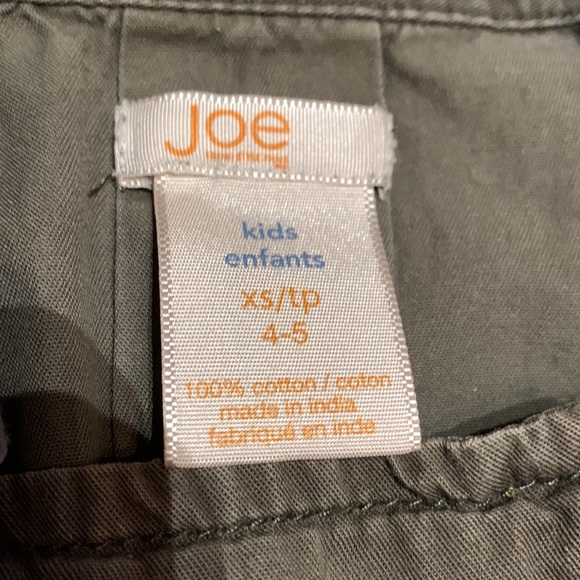 Joe
kids
enfants
xs/tp
4-5
100% cotton / coton
made in india
fabriqué en inde